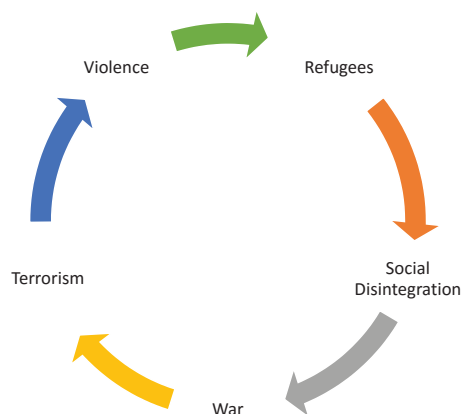 Violence
Refugees
Social
Disintegration
War
Terrorism